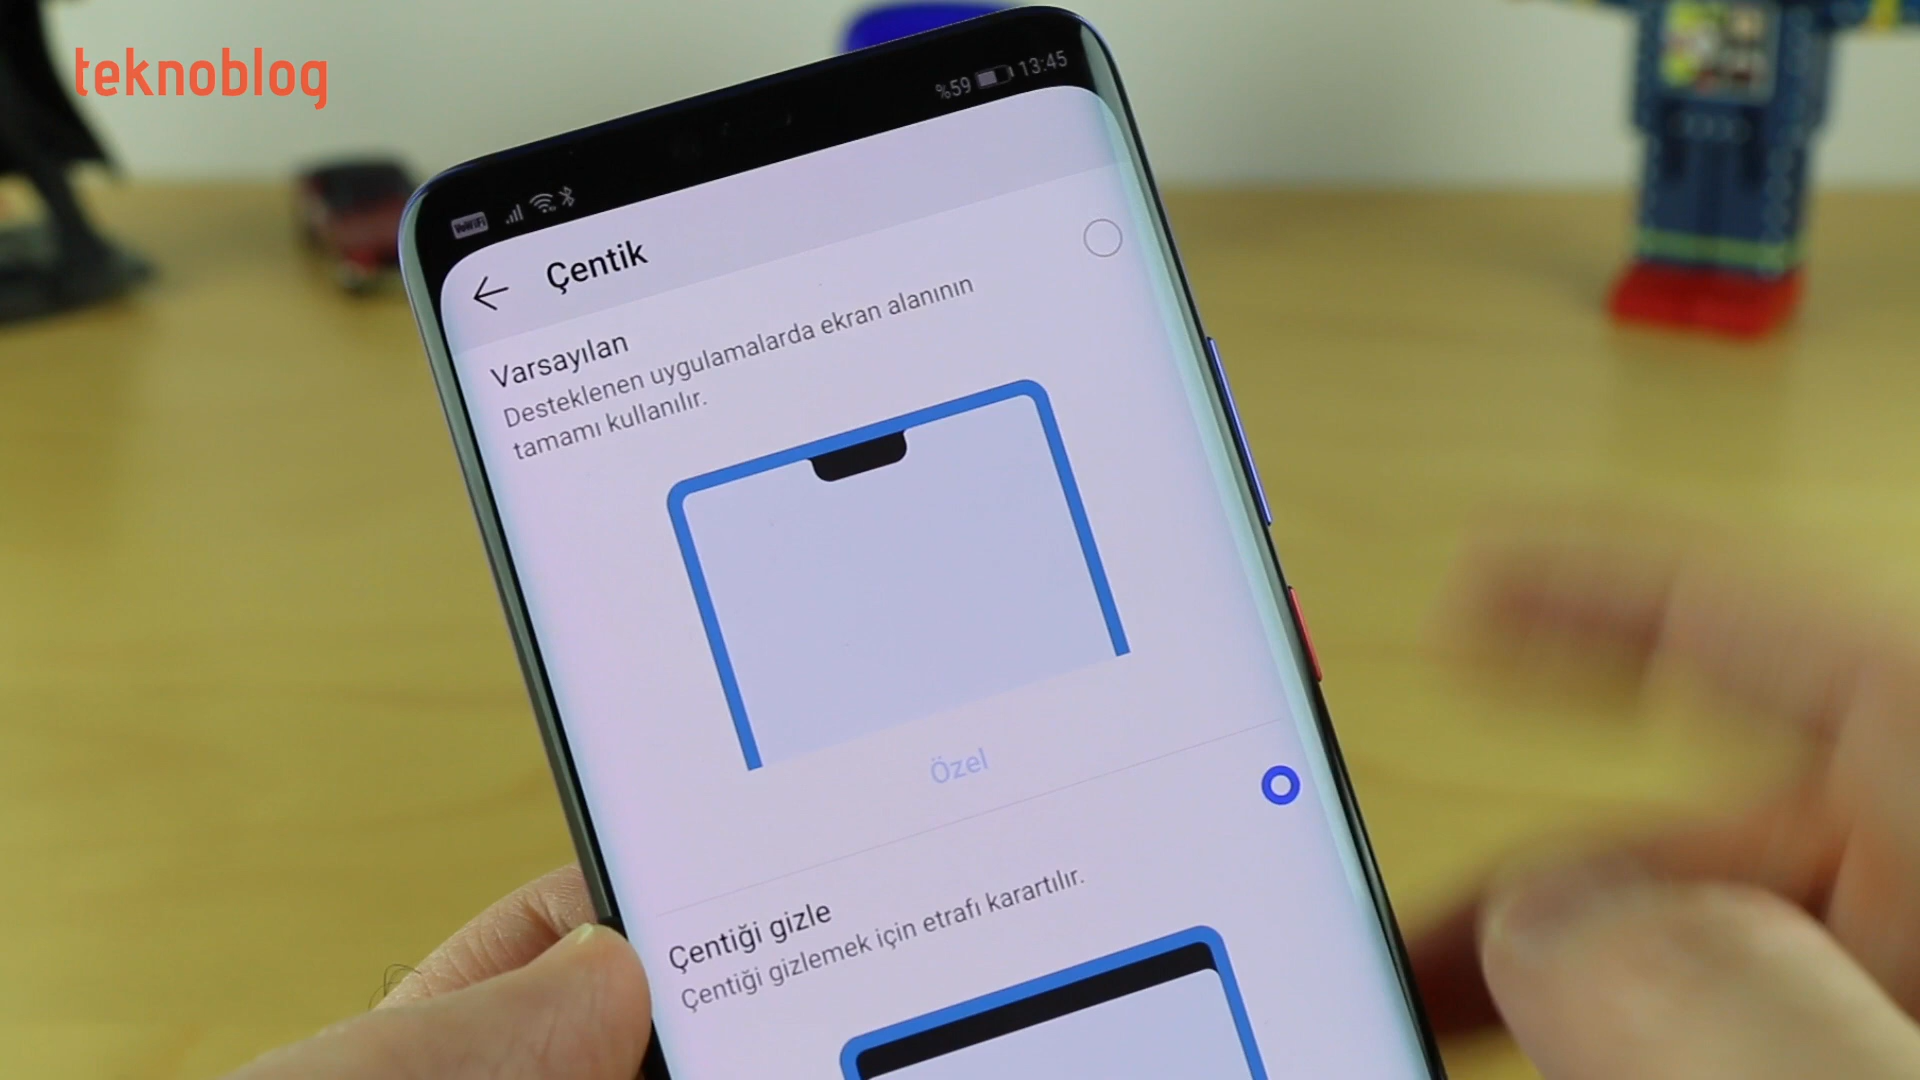 teknoblog
%59 13:45
VoWiFi
Çentik
Varsayılan
Desteklenen uygulamalarda ekran alanının
tamamı kullanılır.
Özel
Çentiği gizle
Çentiği gizlemek için etrafı karartılır.